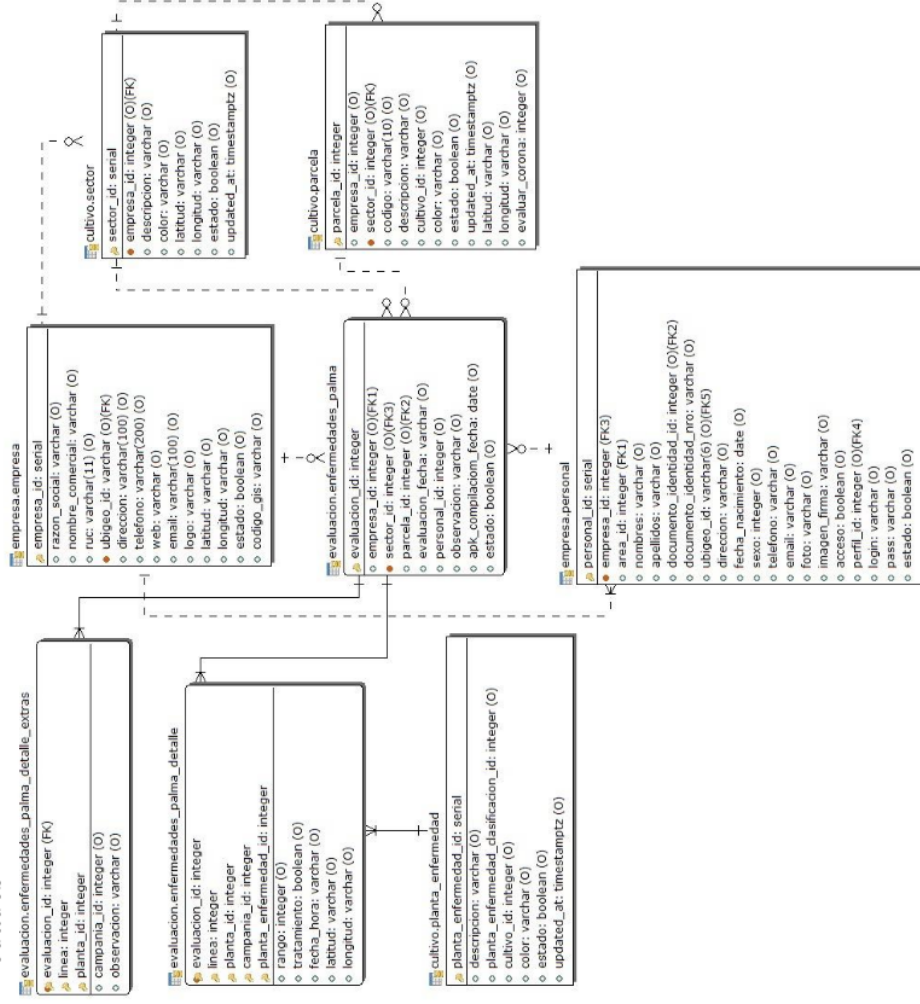 evaluacion.enfermedades_palma_detalle_extras
evaluacion_id: integer (FK)
linea: integer
planta_id: integer
campania_id: integer (O)
observacion: varchar (O)
evaluacion.enfermedades_palma_detalle
evaluacion_id: integer
linea: integer
planta_id: integer
campania_id: integer
planta_enfermedad_id: integer
rango: integer (O)
tratamiento: boolean (O)
fecha_hora: varchar (O)
latitud: varchar (O)
longitud: varchar (O)
cultivo.planta_enfermedad
planta_enfermedad_id: serial
descripcion: varchar (O)
planta_enfermedad_clasificacion_id: integer (O)
cultivo_id: integer (O)
color: varchar (O)
estado: boolean (O)
updated_at: timestamptz (O)
empresa.empresa
empresa_id: serial
razon_social: varchar (O)
nombre_comercial: varchar (O)
ruc: varchar(11) (O)
ubigeo_id: varchar (O)(FK)
direccion: varchar(100) (O)
telefono: varchar(200) (O)
web: varchar (O)
email: varchar(100) (O)
logo: varchar (O)
latitud: varchar (O)
longitud: varchar (O)
estado: boolean (O)
codigo_gis: varchar (O)
evaluacion.enfermedades_palma
evaluacion_id: integer
empresa_id: integer (O)(FK1)
sector_id: integer (O)(FK3)
parcela_id: integer (O)(FK2)
evaluacion_fecha: varchar (O)
personal_id: integer (O)
observacion: varchar (O)
apk_compilacion_fecha: date (O)
estado: boolean (O)
empresa.personal
personal_id: serial
empresa_id: integer (FK3)
area_id: integer (FK1)
nombres: varchar (O)
apellidos: varchar (O)
documento_identidad_id: integer (O)(FK2)
documento_identidad_nro: varchar (O)
ubigeo_id: varchar(6) (O)(FK5)
direccion: varchar (O)
fecha_nacimiento: date (O)
sexo: integer (O)
telefono: varchar (O)
email: varchar (O)
foto: varchar (O)
imagen_firma: varchar (O)
acceso: boolean (O)
perfil_id: integer (O)(FK4)
login: varchar (O)
pass: varchar (O)
estado: boolean (O)
cultivo.sector
sector_id: serial
empresa_id: integer (O)(FK)
descripcion: varchar (O)
color: varchar (O)
latitud: varchar (O)
longitud: varchar (O)
estado: boolean (O)
updated_at: timestamptz (O)
cultivo.parcela
parcela_id: integer
empresa_id: integer (O)
sector_id: integer (O)(FK)
codigo: varchar(10) (O)
descripcion: varchar (O)
cultivo_id: integer (O)
color: varchar (O)
estado: boolean (O)
updated_at: timestamptz (O)
latitud: varchar (O)
longitud: varchar (O)
evaluar_corona: integer (O)